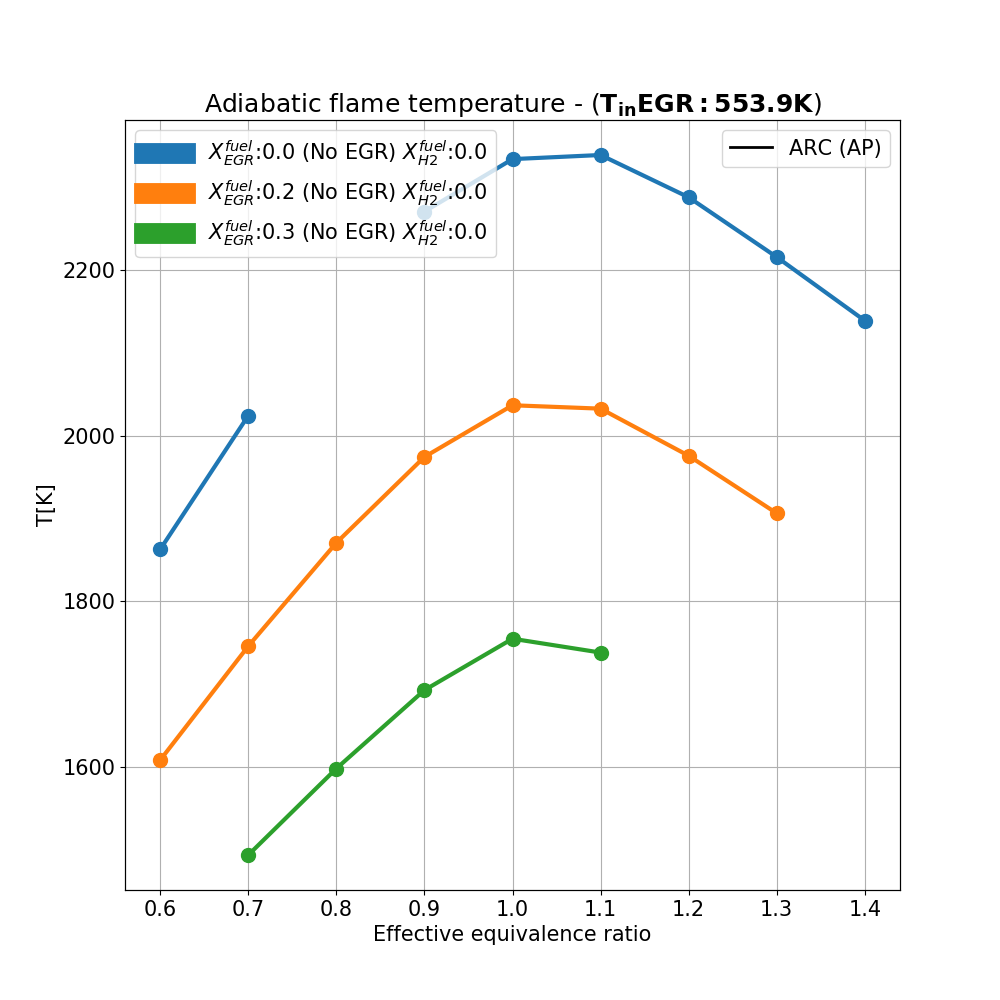 Adiabatic flame temperature - (T_in EGR : 553.9K)
X_EGR^fuel:0.0 (No EGR) X_H2^fuel:0.0
X_EGR^fuel:0.2 (No EGR) X_H2^fuel:0.0
X_EGR^fuel:0.3 (No EGR) X_H2^fuel:0.0
ARC (AP)
2200
2000
1800
1600
T[K]
0.6 0.7 0.8 0.9 1.0 1.1 1.2 1.3 1.4
Effective equivalence ratio